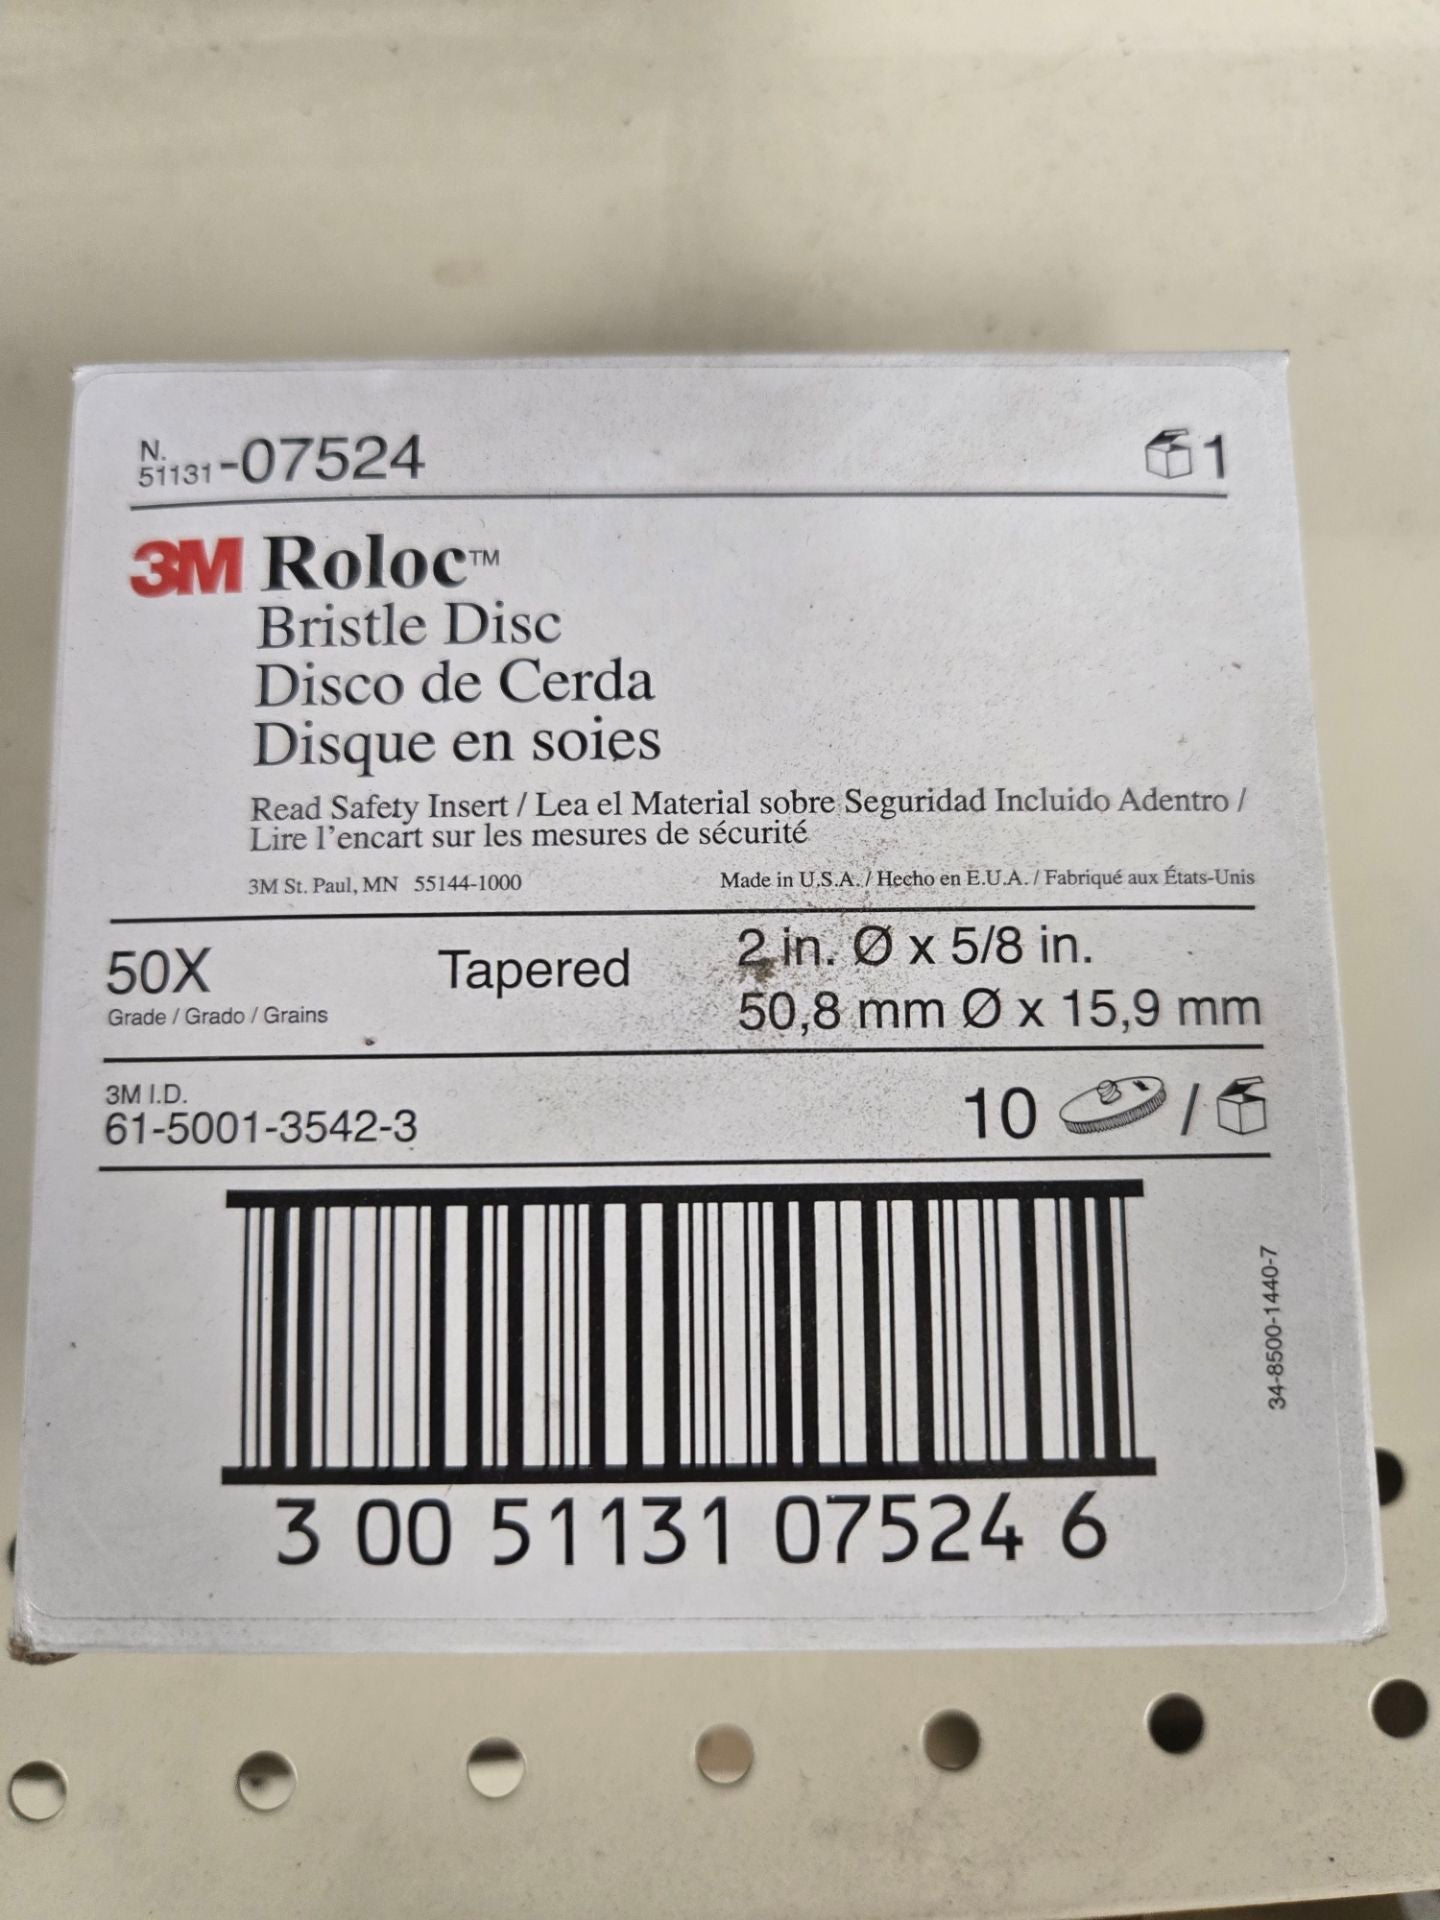 N.
51131-07524
1
3M Roloc™
Bristle Disc
Disco de Cerda
Disque en soies
Read Safety Insert / Lea el Material sobre Seguridad Incluido Adentro /
Lire l'encart sur les mesures de sécurité
3M St. Paul, MN 55144-1000
Made in U.S.A. / Hecho en E.U.A. / Fabriqué aux États-Unis
50X
Grade / Grado / Grains
Tapered
2 in. Ø x 5/8 in.
50,8 mm Ø x 15,9 mm
3M I.D.
61-5001-3542-3
10 /
34-8500-1440-7
3 00 51131 07524 6